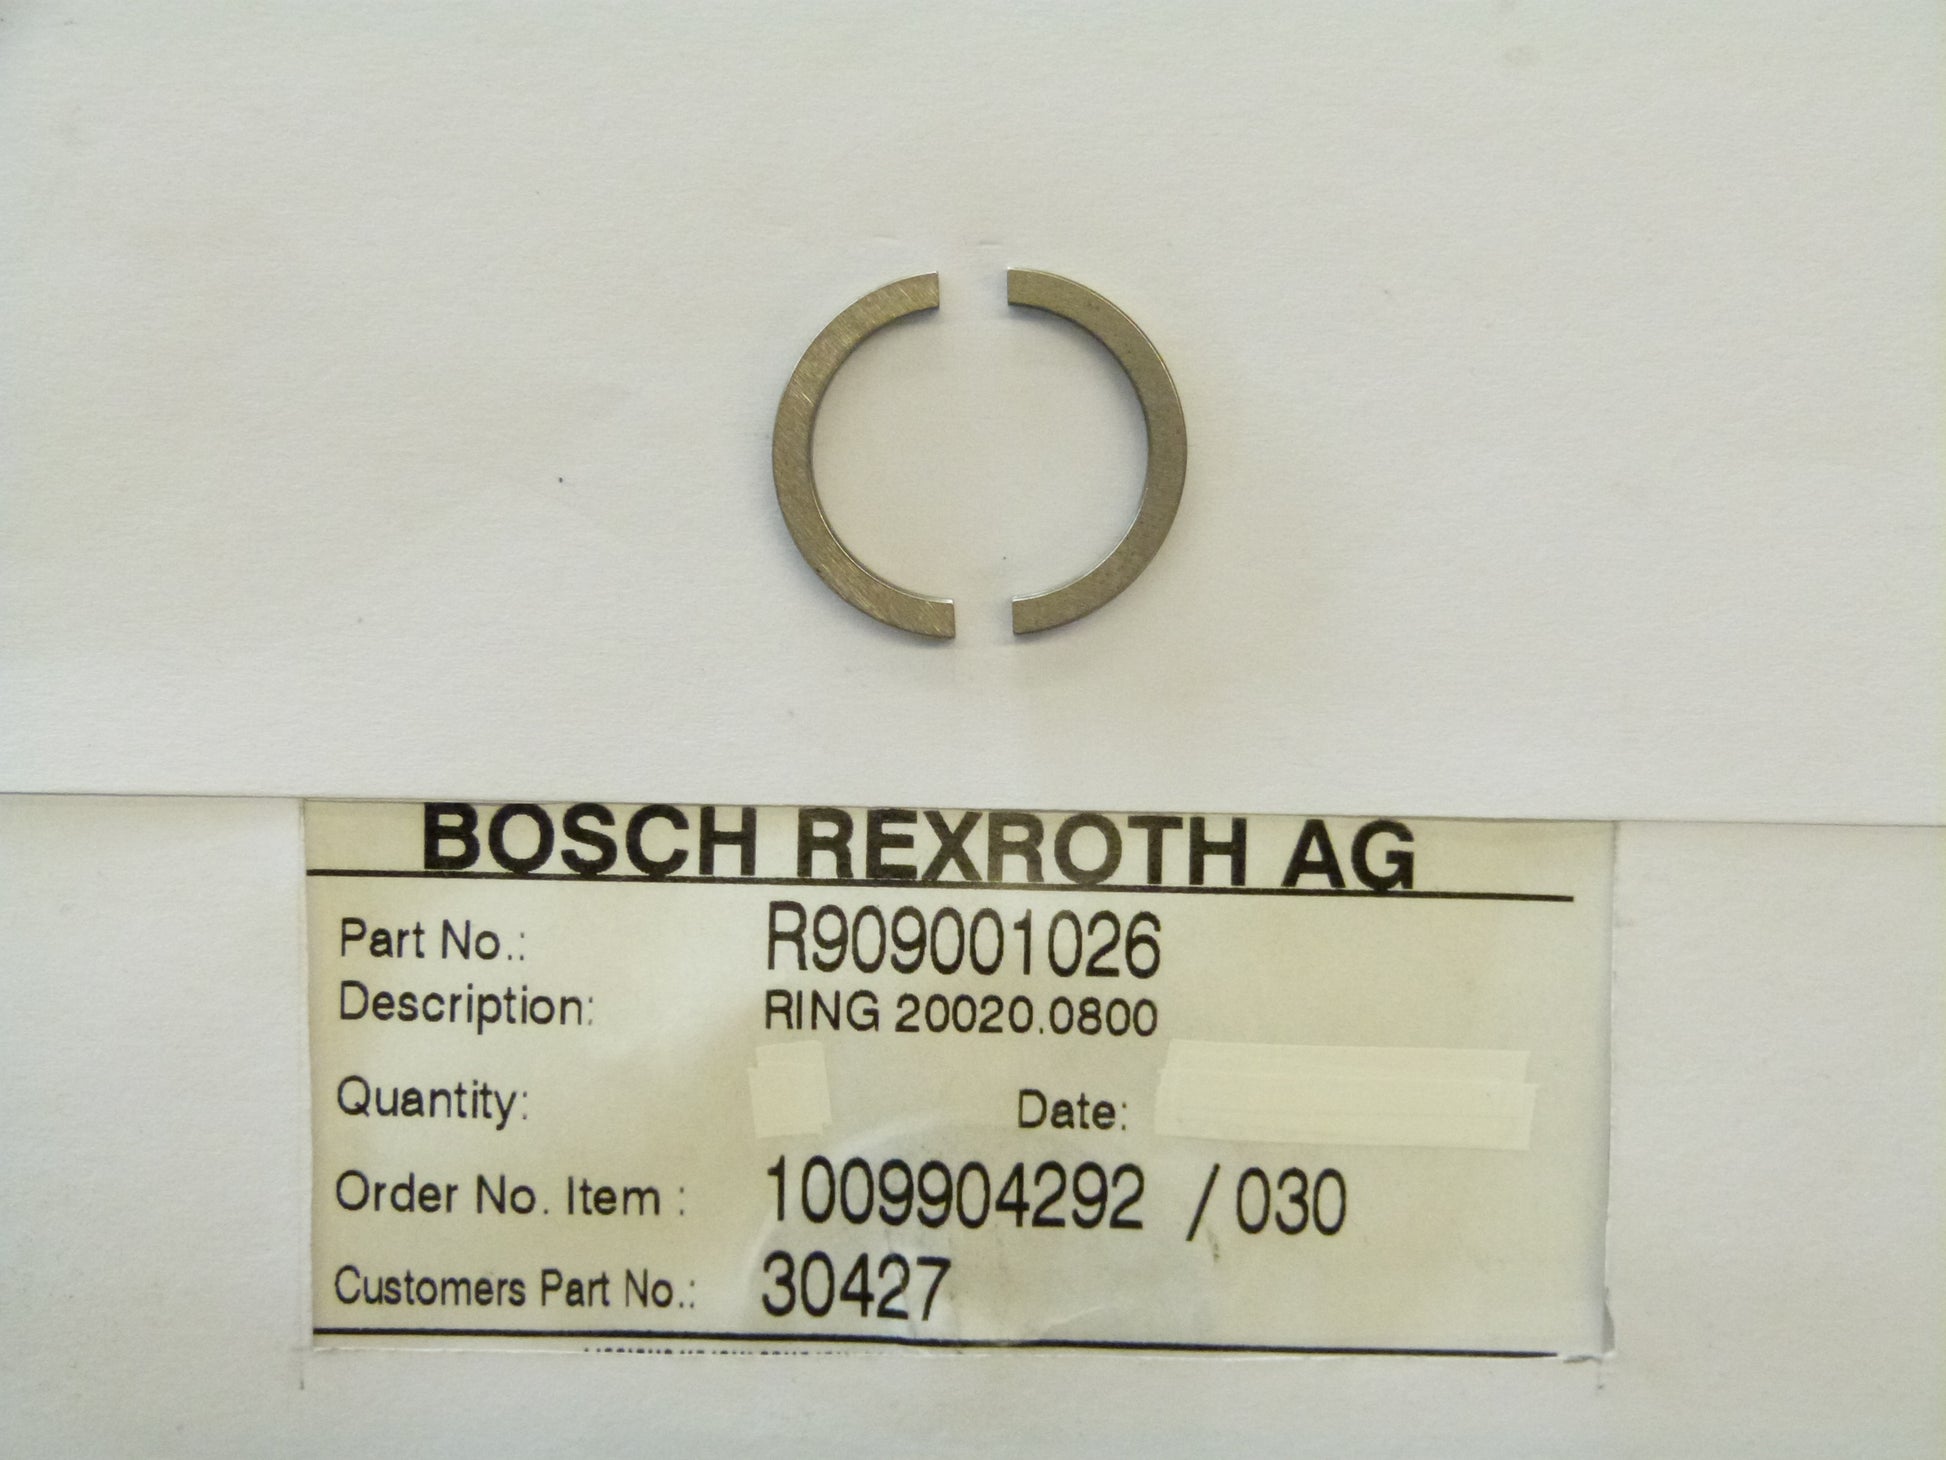 BOSCH REXROTH AG
Part No.: R909001026
Description: RING 20020.0800
Quantity: Date:
Order No. Item : 1009904292 / 030
Customers Part No.: 30427